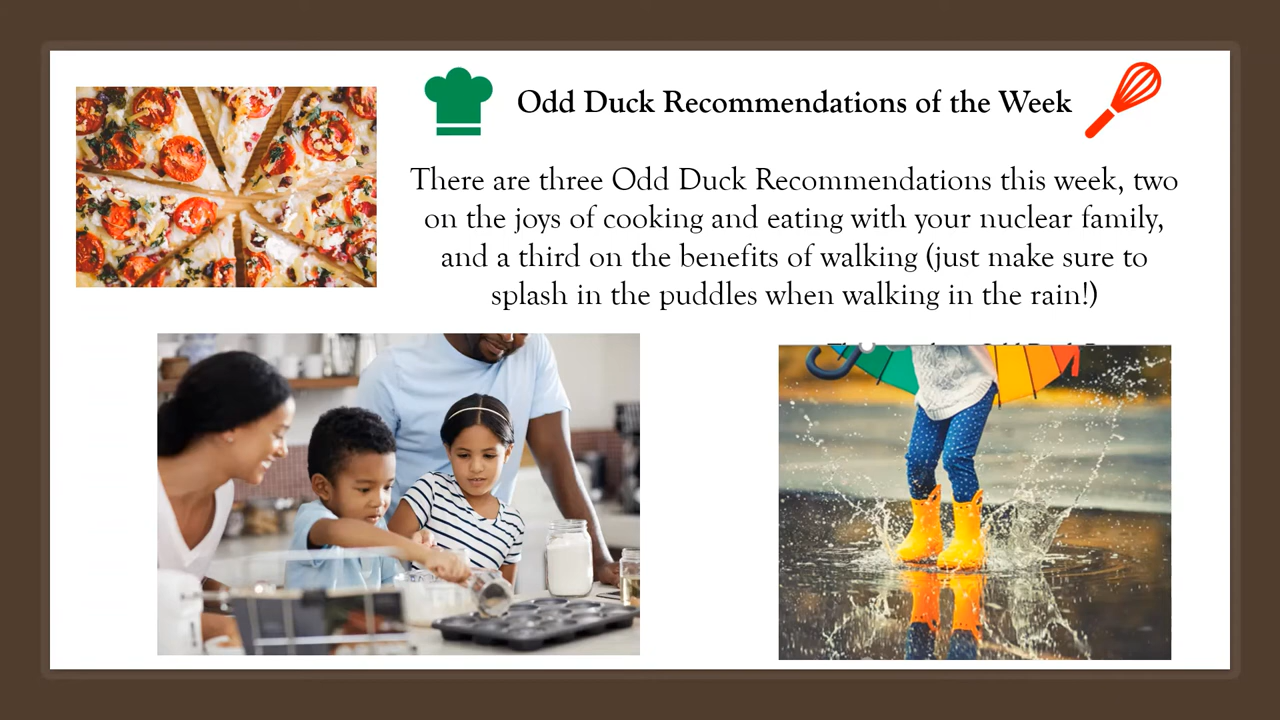 Odd Duck Recommendations of the Week
There are three Odd Duck Recommendations this week, two
on the joys of cooking and eating with your nuclear family,
and a third on the benefits of walking (just make sure to
splash in the puddles when walking in the rain!)